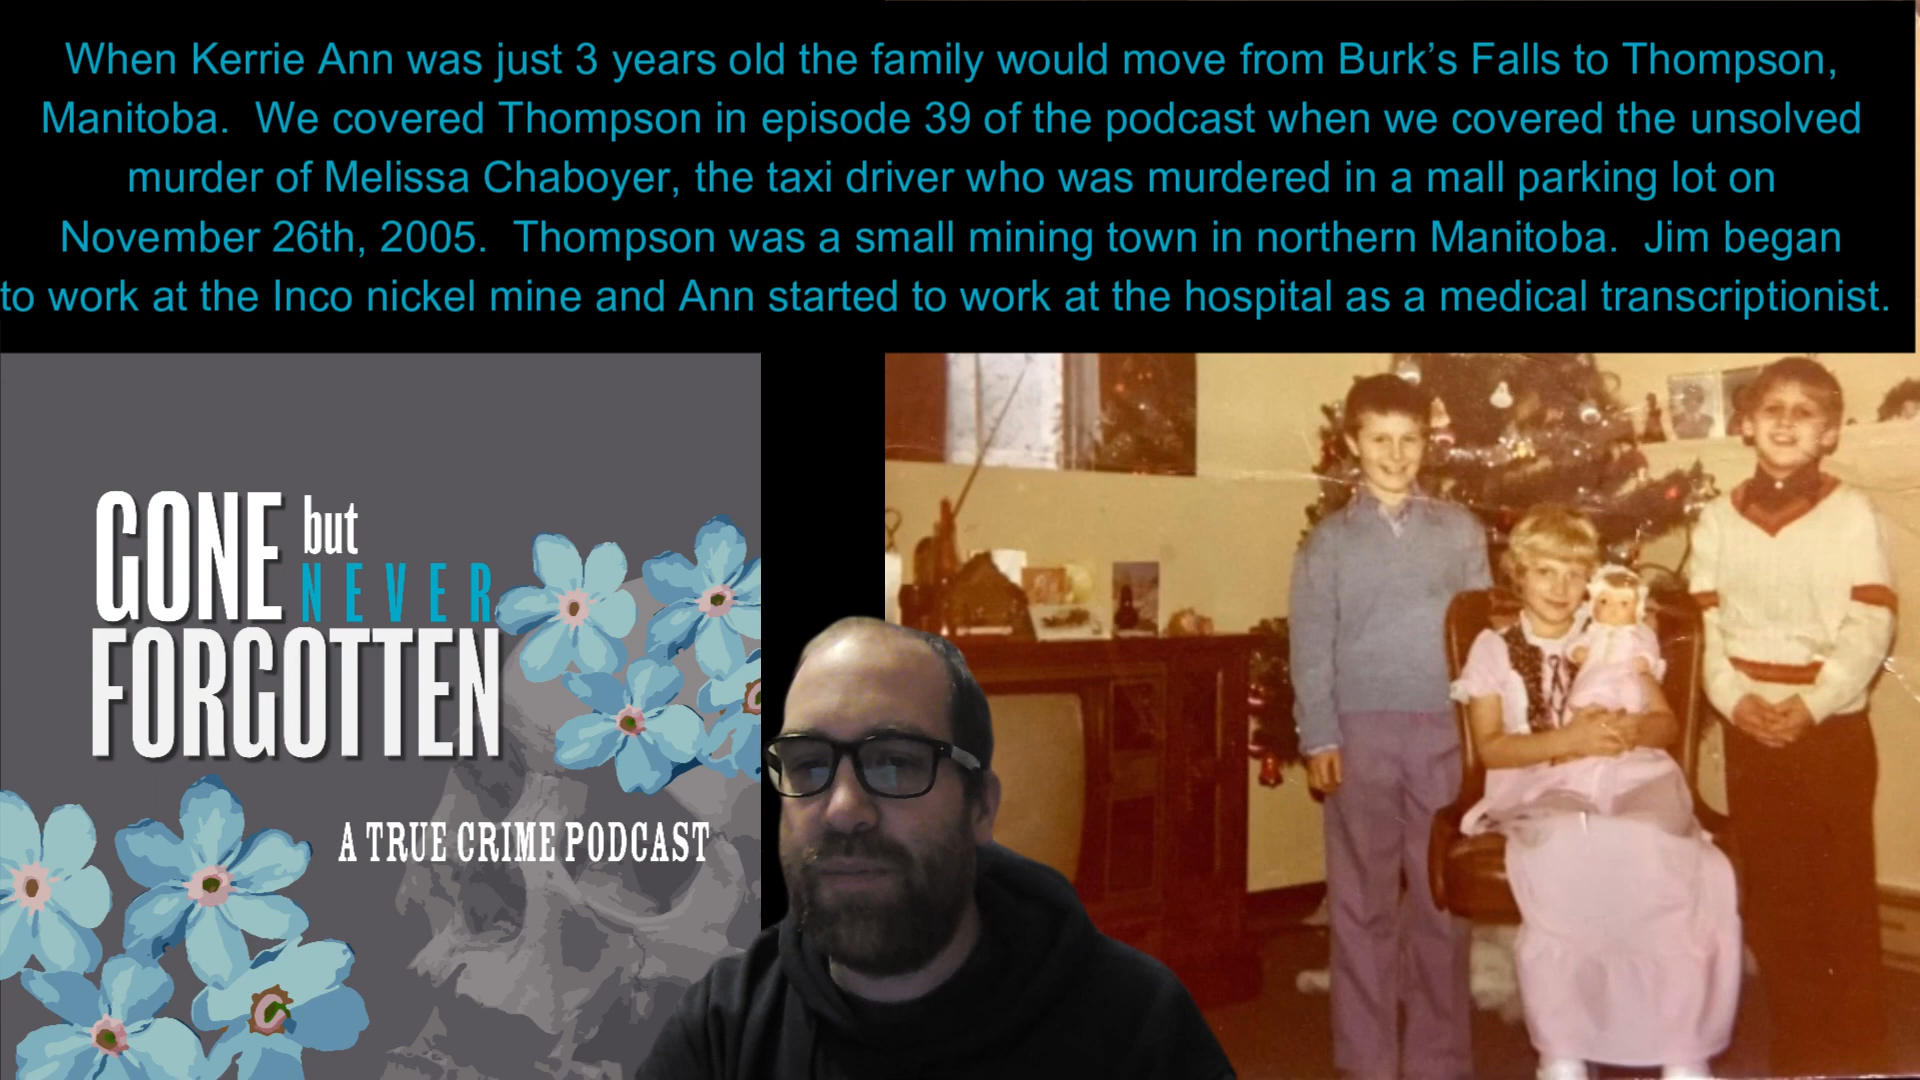 When Kerrie Ann was just 3 years old the family would move from Burk’s Falls to Thompson,
Manitoba.  We covered Thompson in episode 39 of the podcast when we covered the unsolved
murder of Melissa Chaboyer, the taxi driver who was murdered in a mall parking lot on
November 26th, 2005.  Thompson was a small mining town in northern Manitoba.  Jim began
to work at the Inco nickel mine and Ann started to work at the hospital as a medical transcriptionist.
GONE but
NEVER
FORGOTTEN
A TRUE CRIME PODCAST